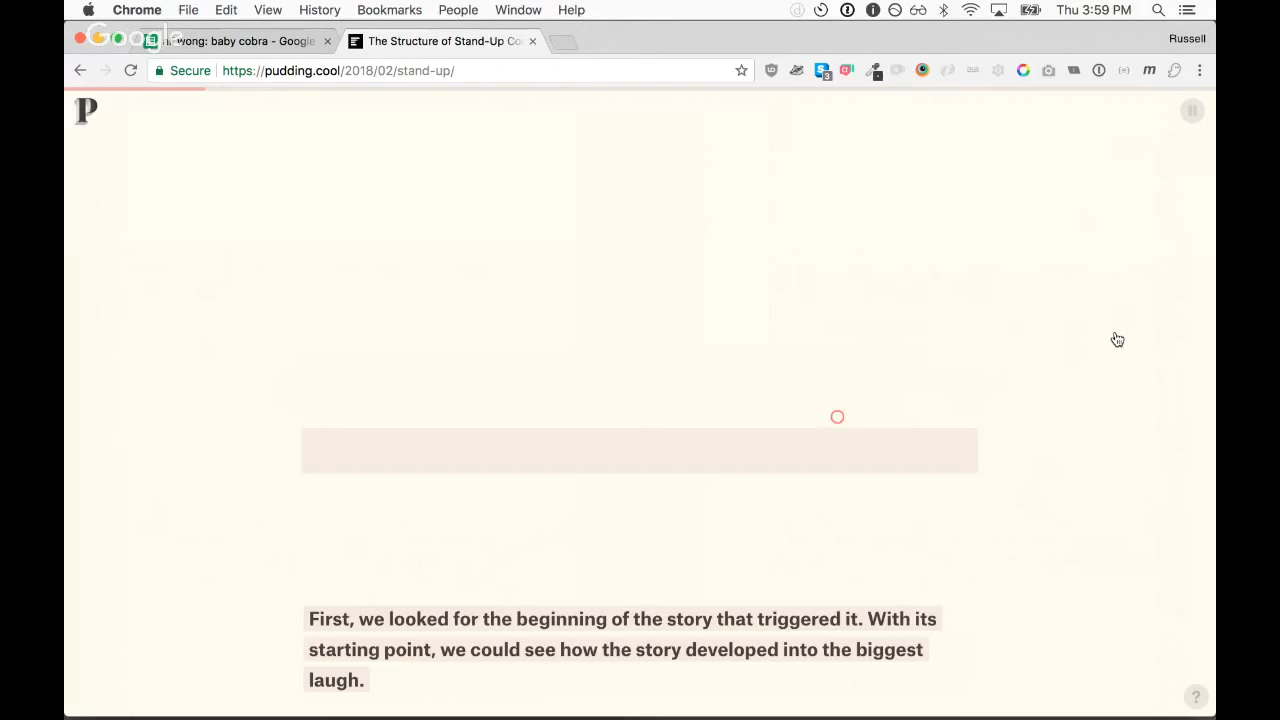 Chrome File Edit View History Bookmarks People Window Help Thu 3:59 PM
Google
wong: baby cobra - Google
The Structure of Stand-Up Co
Russell
Secure https://pudding.cool/2018/02/stand-up/
3
P
First, we looked for the beginning of the story that triggered it. With its
starting point, we could see how the story developed into the biggest
laugh.
?